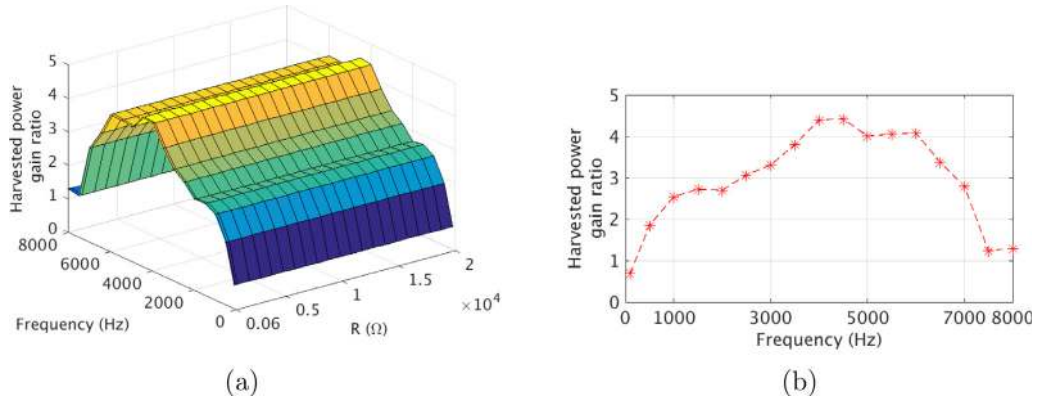 5
4
3
2
1
0
Harvested power
gain ratio
8000
6000
4000
2000
0
Frequency (Hz)
0.06
0.5
1
1.5
2
×10⁴
R (Ω)
(a)
5
4
3
2
1
0
Harvested power
gain ratio
0 1000 3000 5000 7000 8000
Frequency (Hz)
(b)